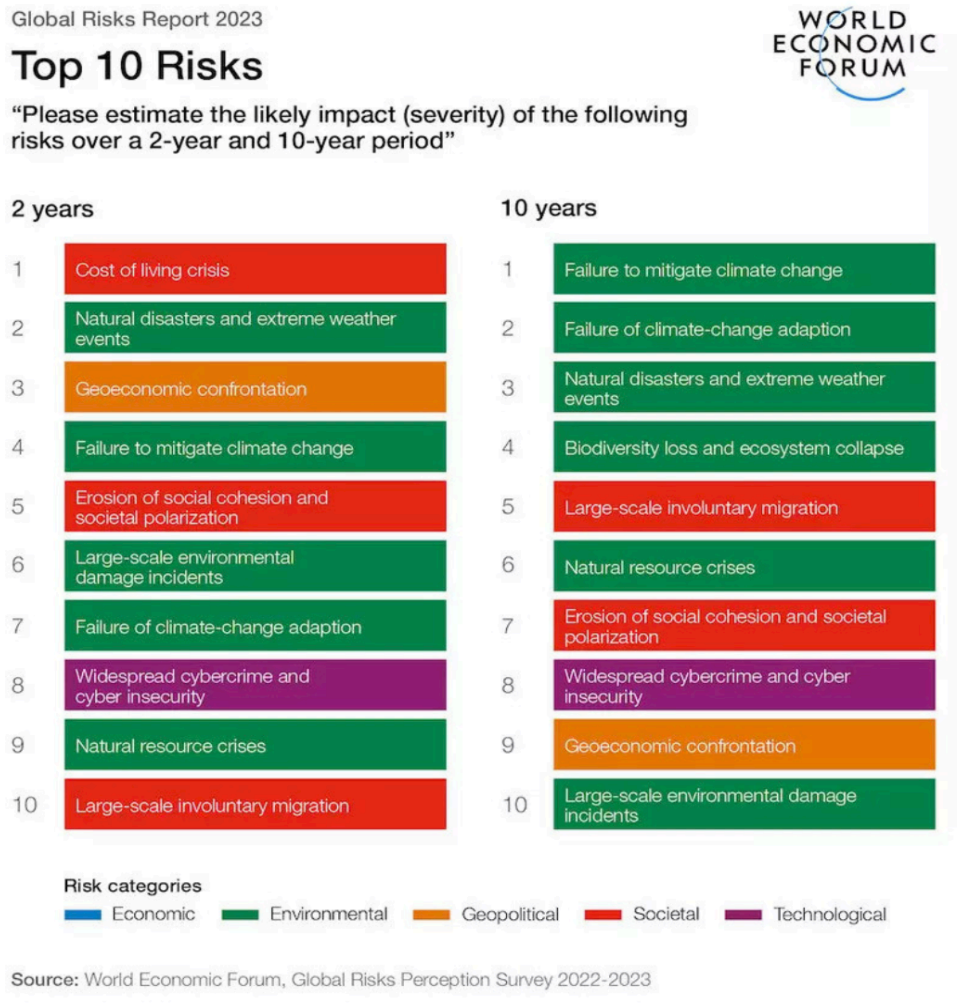 Global Risks Report 2023
WORLD
ECONOMIC
FORUM
Top 10 Risks
“Please estimate the likely impact (severity) of the following
risks over a 2-year and 10-year period”
2 years
1 Cost of living crisis
2 Natural disasters and extreme weather
events
3 Geoeconomic confrontation
4 Failure to mitigate climate change
5 Erosion of social cohesion and
societal polarization
6 Large-scale environmental
damage incidents
7 Failure of climate-change adaption
8 Widespread cybercrime and
cyber insecurity
9 Natural resource crises
10 Large-scale involuntary migration
10 years
1 Failure to mitigate climate change
2 Failure of climate-change adaption
3 Natural disasters and extreme weather
events
4 Biodiversity loss and ecosystem collapse
5 Large-scale involuntary migration
6 Natural resource crises
7 Erosion of social cohesion and societal
polarization
8 Widespread cybercrime and cyber
insecurity
9 Geoeconomic confrontation
10 Large-scale environmental damage
incidents
Risk categories
Economic Environmental Geopolitical Societal Technological
Source: World Economic Forum, Global Risks Perception Survey 2022-2023